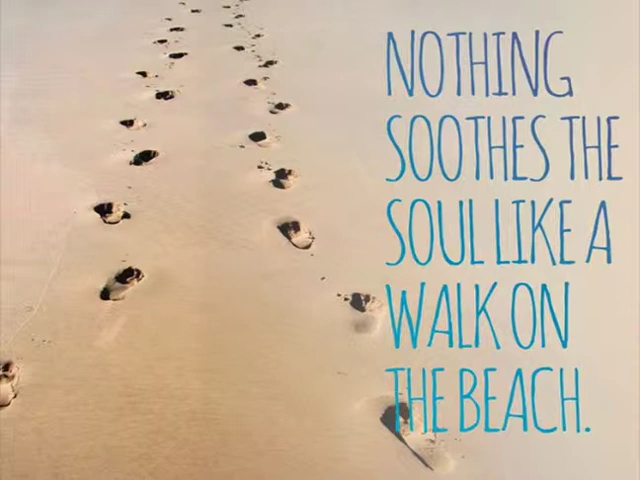 NOTHING
SOOTHES THE
SOUL LIKE A
WALK ON
THE BEACH.